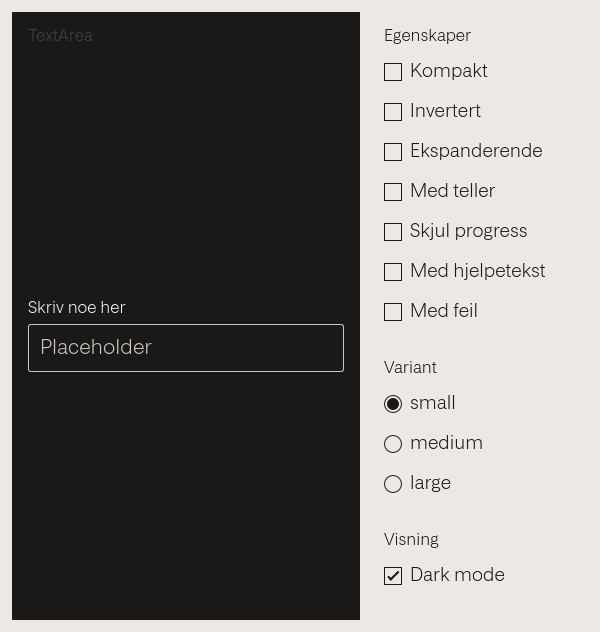 TextArea
Skriv noe her
Placeholder
Egenskaper
Kompakt
Invertert
Ekspanderende
Med teller
Skjul progress
Med hjelpetekst
Med feil
Variant
small
medium
large
Visning
Dark mode